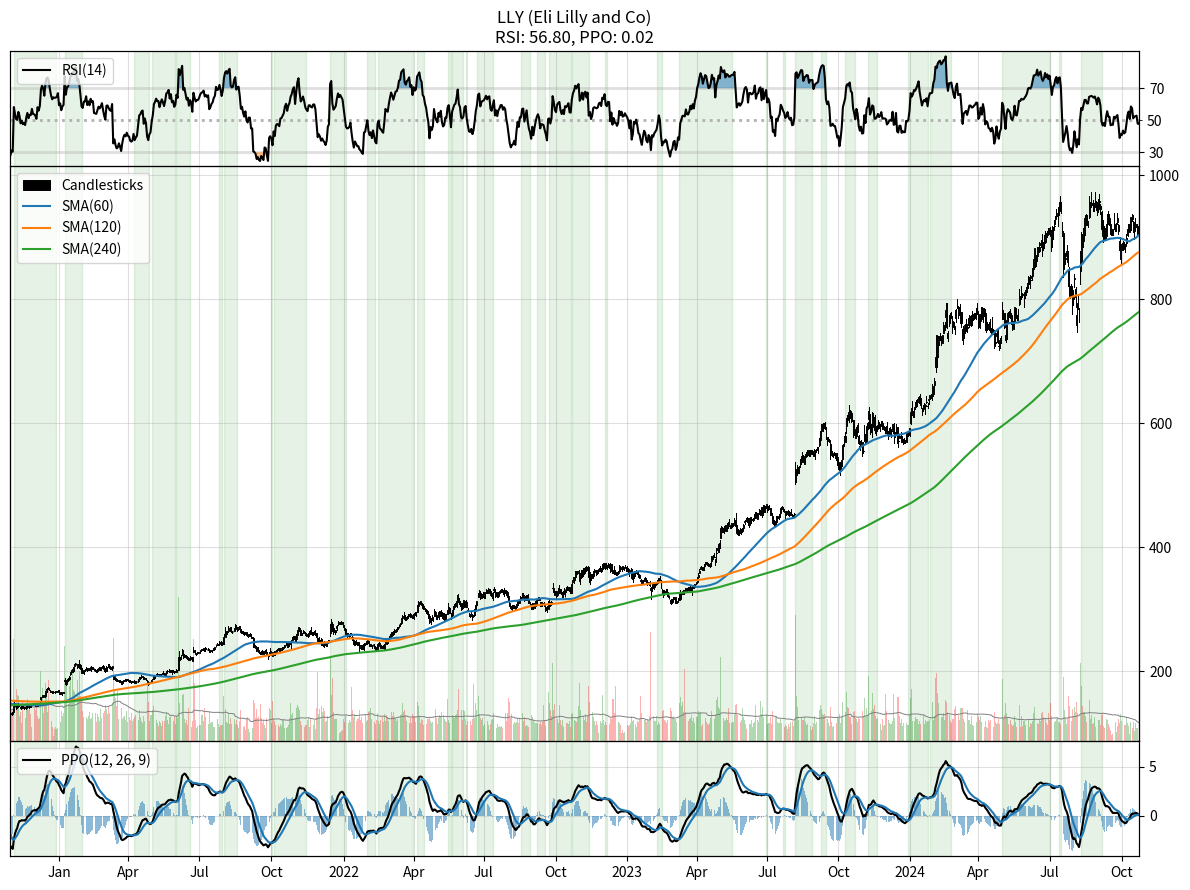 LLY (Eli Lilly and Co)
RSI: 56.80, PPO: 0.02
RSI(14)
70
50
30
Candlesticks
SMA(60)
SMA(120)
SMA(240)
1000
800
600
400
200
PPO(12, 26, 9)
5
0
Jan Apr Jul Oct 2022 Apr Jul Oct 2023 Apr Jul Oct 2024 Apr Jul Oct